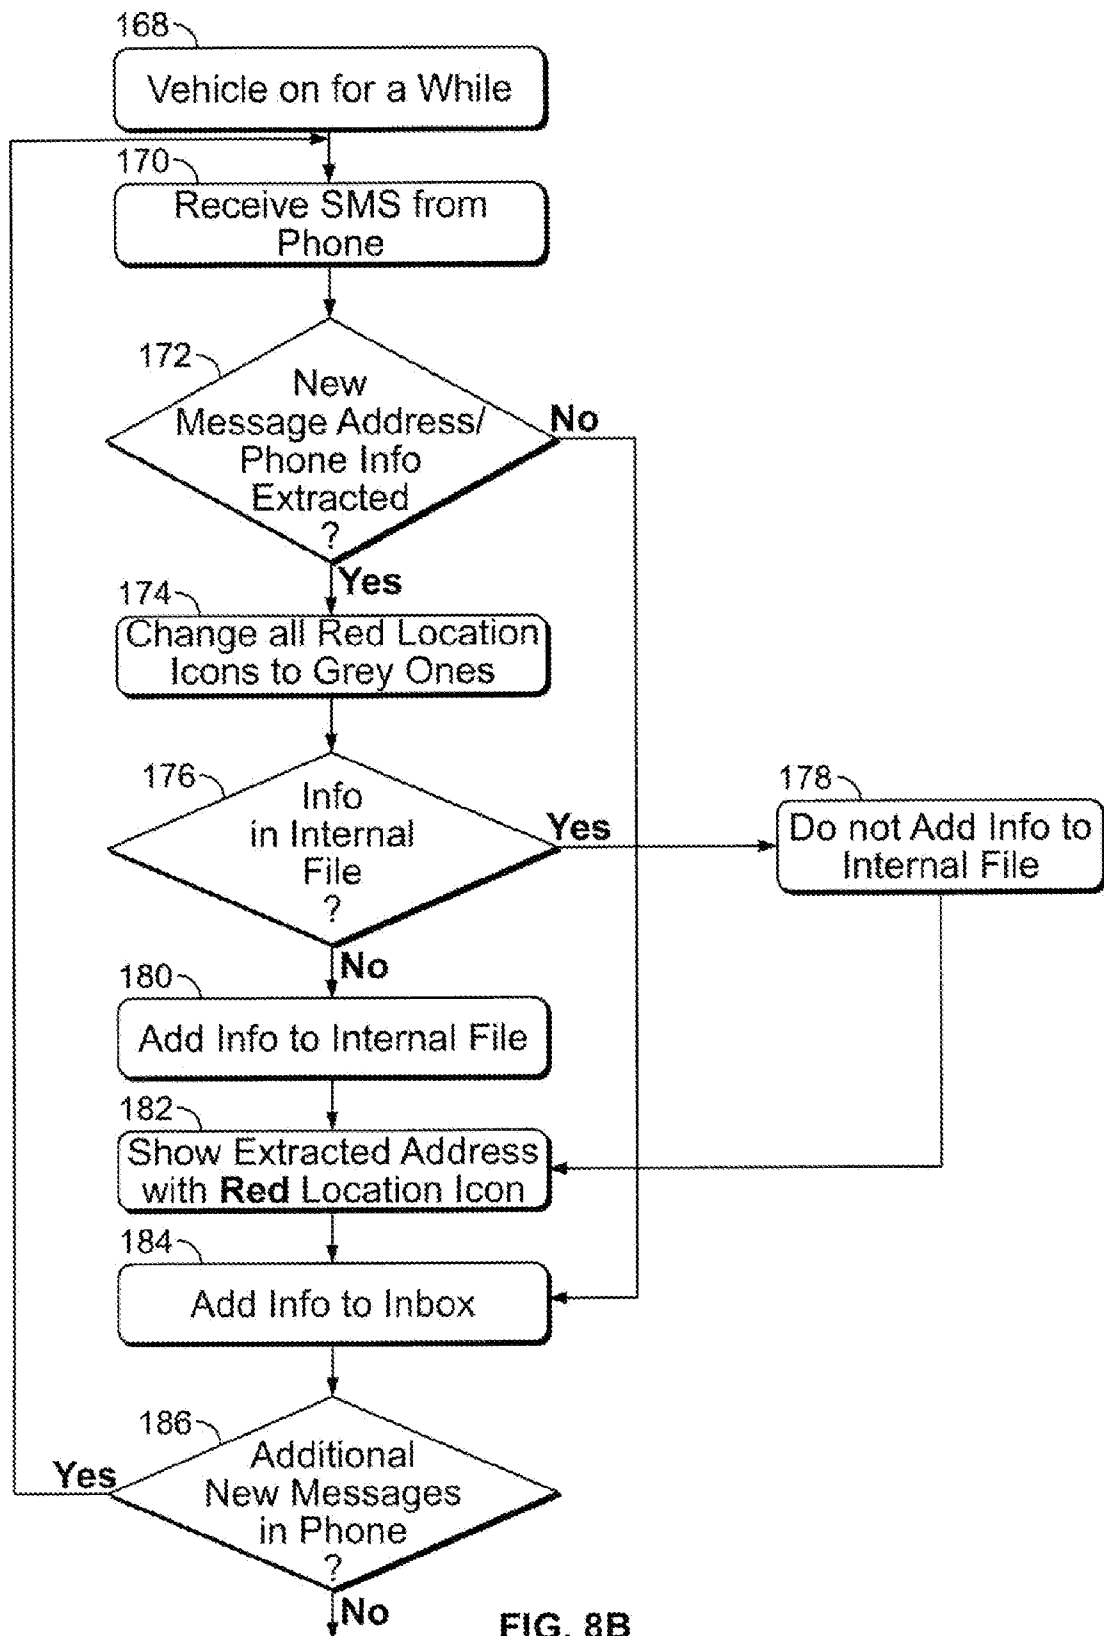 168
Vehicle on for a While
170
Receive SMS from
Phone
172
New
Message Address/
Phone Info
Extracted
?
No
Yes
174
Change all Red Location
Icons to Grey Ones
176
Info
in Internal
File
?
Yes
178
Do not Add Info to
Internal File
No
180
Add Info to Internal File
182
Show Extracted Address
with Red Location Icon
184
Add Info to Inbox
186
Additional
New Messages
in Phone
?
Yes
No
FIG. 8B